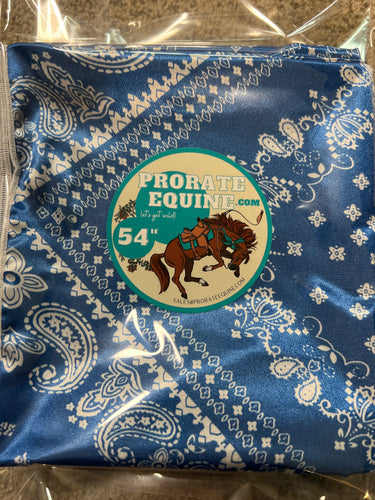 PRORATE
EQUINE.COM
let's get wild!
54"
SALES@PRORATEEQUINE.COM